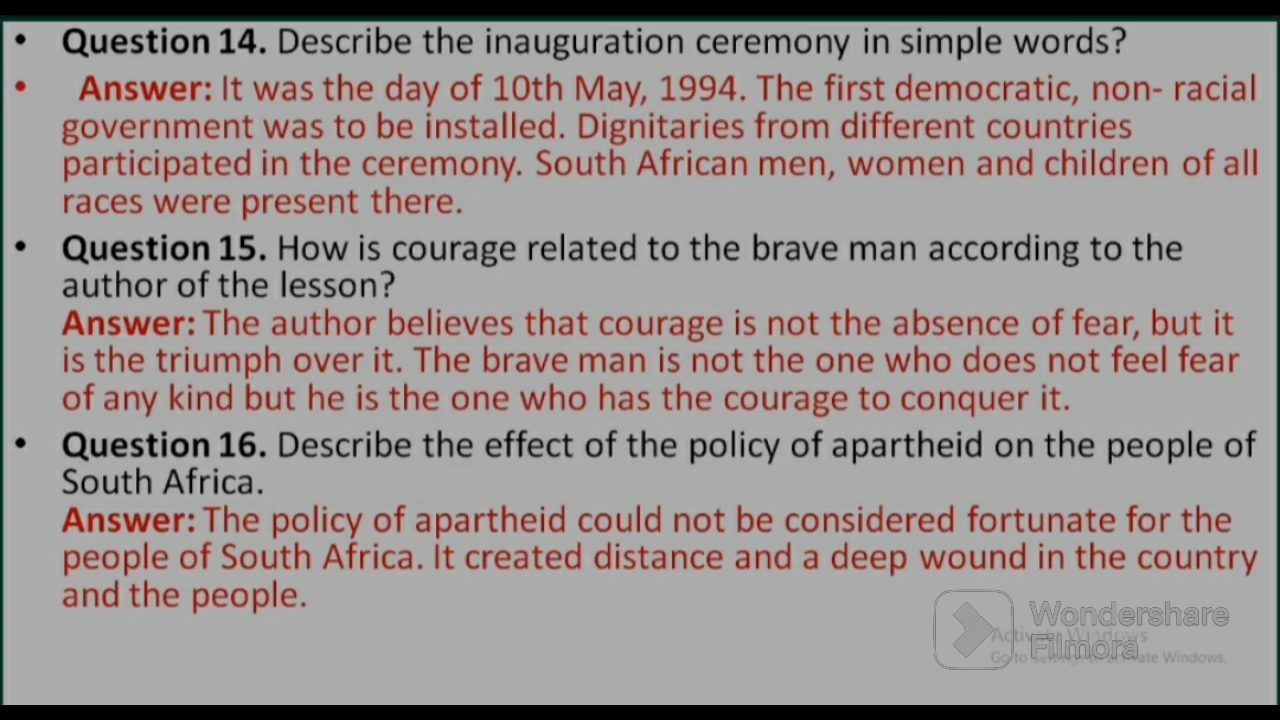 • Question 14. Describe the inauguration ceremony in simple words?
• Answer: It was the day of 10th May, 1994. The first democratic, non- racial
government was to be installed. Dignitaries from different countries
participated in the ceremony. South African men, women and children of all
races were present there.
• Question 15. How is courage related to the brave man according to the
author of the lesson?
Answer: The author believes that courage is not the absence of fear, but it
is the triumph over it. The brave man is not the one who does not feel fear
of any kind but he is the one who has the courage to conquer it.
• Question 16. Describe the effect of the policy of apartheid on the people of
South Africa.
Answer: The policy of apartheid could not be considered fortunate for the
people of South Africa. It created distance and a deep wound in the country
and the people.
Wondershare
Filmora
Activate Windows
Go to Settings to activate Windows.